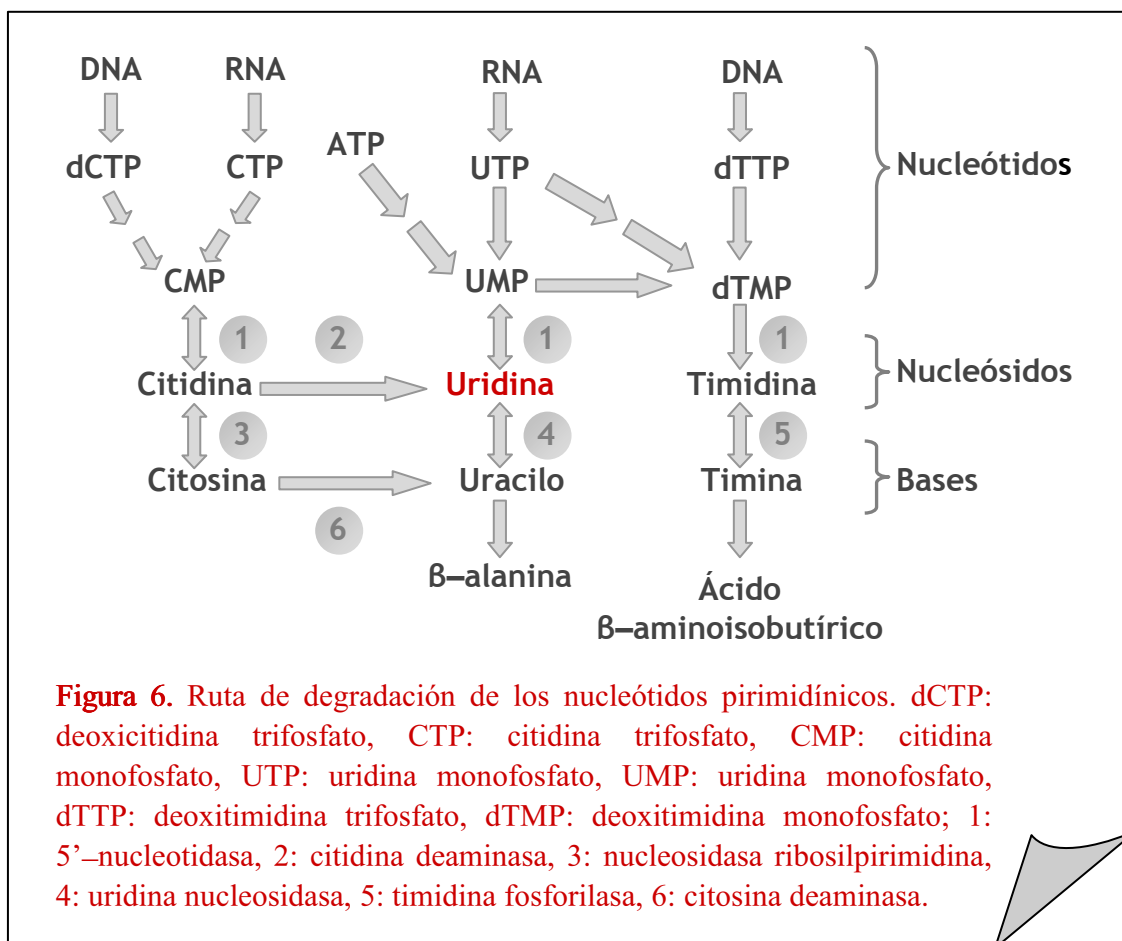 DNA RNA RNA DNA
ATP
dCTP CTP UTP dTTP Nucleótidos
CMP UMP dTMP
1 2 1 1
Citidina Uridina Timidina Nucleósidos
3 4 5
Citosina Uracilo Timina Bases
6
ß–alanina Ácido
ß–aminoisobutírico
Figura 6. Ruta de degradación de los nucleótidos pirimidínicos. dCTP:
deoxicitidina trifosfato, CTP: citidina trifosfato, CMP: citidina
monofosfato, UTP: uridina monofosfato, UMP: uridina monofosfato,
dTTP: deoxitimidina trifosfato, dTMP: deoxitimidina monofosfato; 1:
5’–nucleotidasa, 2: citidina deaminasa, 3: nucleosidasa ribosilpirimidina,
4: uridina nucleosidasa, 5: timidina fosforilasa, 6: citosina deaminasa.